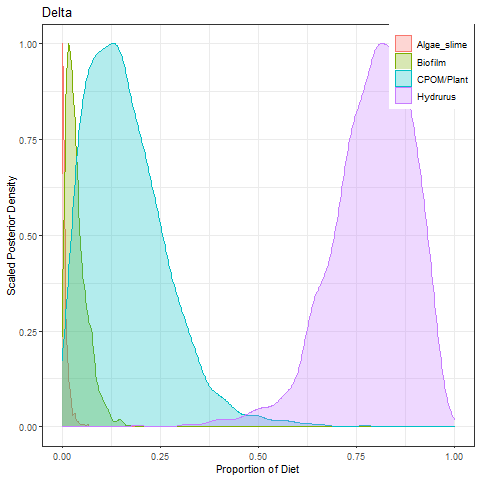 Delta
Algae_slime
Biofilm
CPOM/Plant
Hydrurus
1.00
0.75
0.50
0.25
0.00
Scaled Posterior Density
0.00 0.25 0.50 0.75 1.00
Proportion of Diet